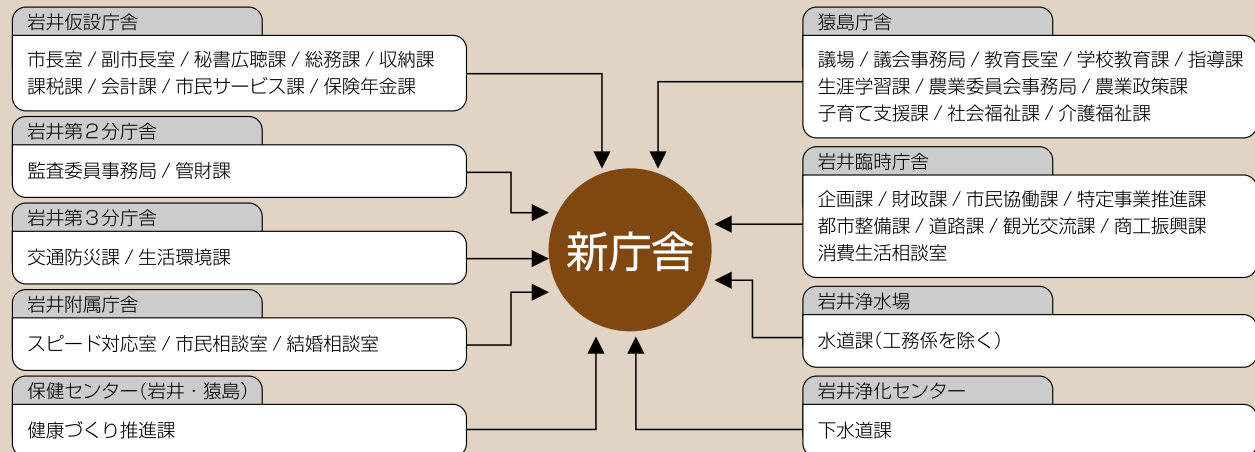 岩井仮設庁舎
市長室 / 副市長室 / 秘書広聴課 / 総務課 / 収納課
課税課 / 会計課 / 市民サービス課 / 保険年金課
岩井第２分庁舎
監査委員事務局 / 管財課
岩井第３分庁舎
交通防災課 / 生活環境課
岩井附属庁舎
スピード対応室 / 市民相談室 / 結婚相談室
保健センター(岩井・猿島)
健康づくり推進課
新庁舎
猿島庁舎
議場 / 議会事務局 / 教育長室 / 学校教育課 / 指導課
生涯学習課 / 農業委員会事務局 / 農業政策課
子育て支援課 / 社会福祉課 / 介護福祉課
岩井臨時庁舎
企画課 / 財政課 / 市民協働課 / 特定事業推進課
都市整備課 / 道路課 / 観光交流課 / 商工振興課
消費生活相談室
岩井浄水場
水道課(工務係を除く)
岩井浄化センター
下水道課